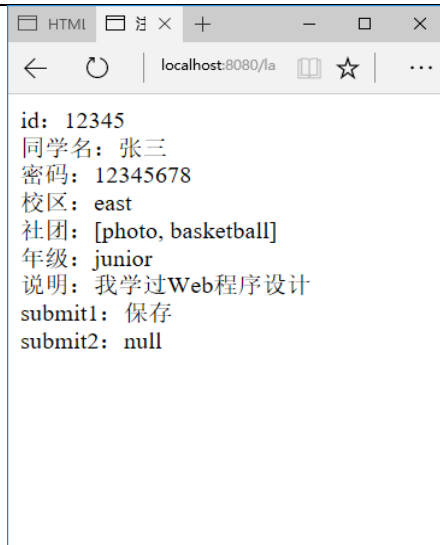 HTML 注
localhost:8080/la
id：12345
同学名：张三
密码：12345678
校区：east
社团：[photo, basketball]
年级：junior
说明：我学过Web程序设计
submit1：保存
submit2：null